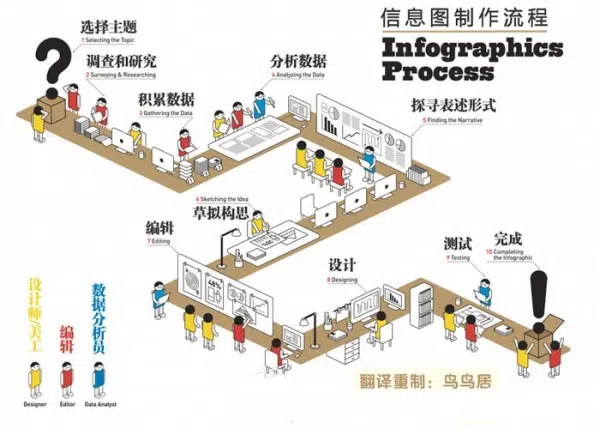 信息图制作流程
Infographics
Process
选择主题
1 Selecting the Topic
调查和研究
2 Surveying & Researching
积累数据
3 Gathering the Data
分析数据
4 Analyzing the Data
探寻表述形式
5 Finding the Narrative
6 Sketching the Idea
草拟构思
编辑
7 Editing
48%
设计
8 Designing
测试
9 Testing
完成
10 Completing
the Infographic
设计师/美工
编辑
数据分析员
Designer
Editor
Data Analyst
翻译重制：鸟鸟居